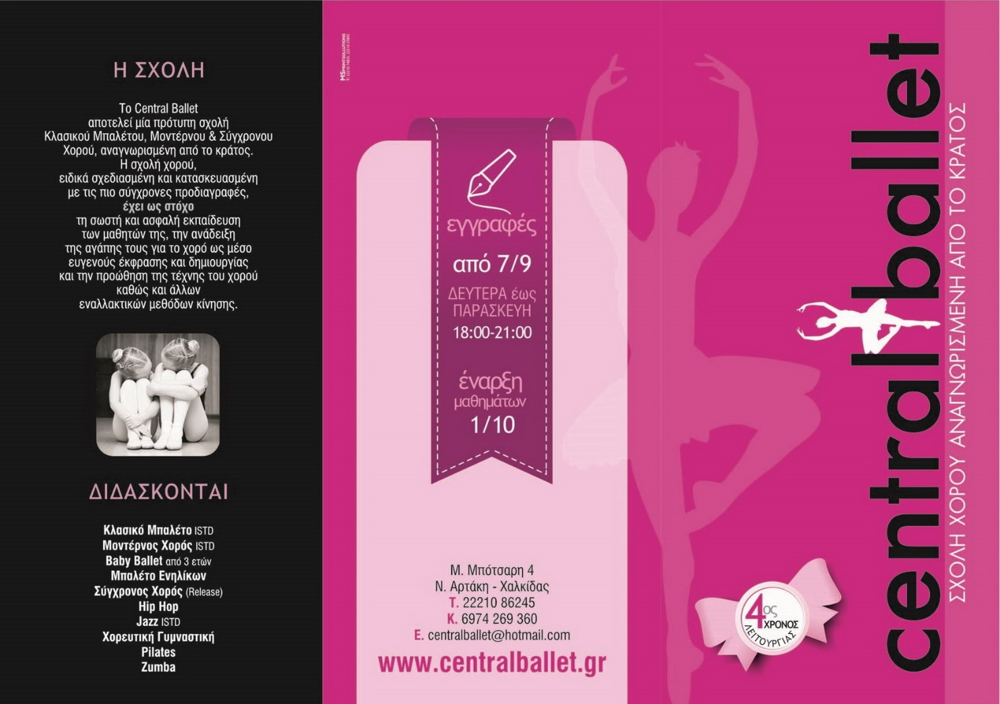 Η ΣΧΟΛΗ
Το Central Ballet
αποτελεί μία πρότυπη σχολή
Κλασικού Μπαλέτου, Μοντέρνου & Σύγχρονου
Χορού, αναγνωρισμένη από το κράτος.
Η σχολή χορού,
ειδικά σχεδιασμένη και κατασκευασμένη
με τις πιο σύγχρονες προδιαγραφές,
έχει ως στόχο
τη σωστή και ασφαλή εκπαίδευση
των μαθητών της, την ανάδειξη
της αγάπης τους για το χορό ως μέσο
ευγενούς έκφρασης και δημιουργίας
και την προώθηση της τέχνης του χορού
καθώς και άλλων
εναλλακτικών μεθόδων κίνησης.
ΔΙΔΑΣΚΟΝΤΑΙ
Κλασικό Μπαλέτο ISTD
Μοντέρνος Χορός ISTD
Baby Ballet από 3 ετών
Μπαλέτο Ενηλίκων
Σύγχρονος Χορός (Release)
Hip Hop
Jazz ISTD
Χορευτική Γυμναστική
Pilates
Zumba
εγγραφές
από 7/9
ΔΕΥΤΕΡΑ έως
ΠΑΡΑΣΚΕΥΗ
18:00-21:00
έναρξη
μαθημάτων
1/10
Μ. Μπότσαρη 4
Ν. Αρτάκη - Χαλκίδας
Τ. 22210 86245
Κ. 6974 269 360
E. centralballet@hotmail.com
www.centralballet.gr
4ος
ΧΡΟΝΟΣ
ΛΕΙΤΟΥΡΓΙΑΣ
central ballet
ΣΧΟΛΗ ΧΟΡΟΥ ΑΝΑΓΝΩΡΙΣΜΕΝΗ ΑΠΟ ΤΟ ΚΡΑΤΟΣ